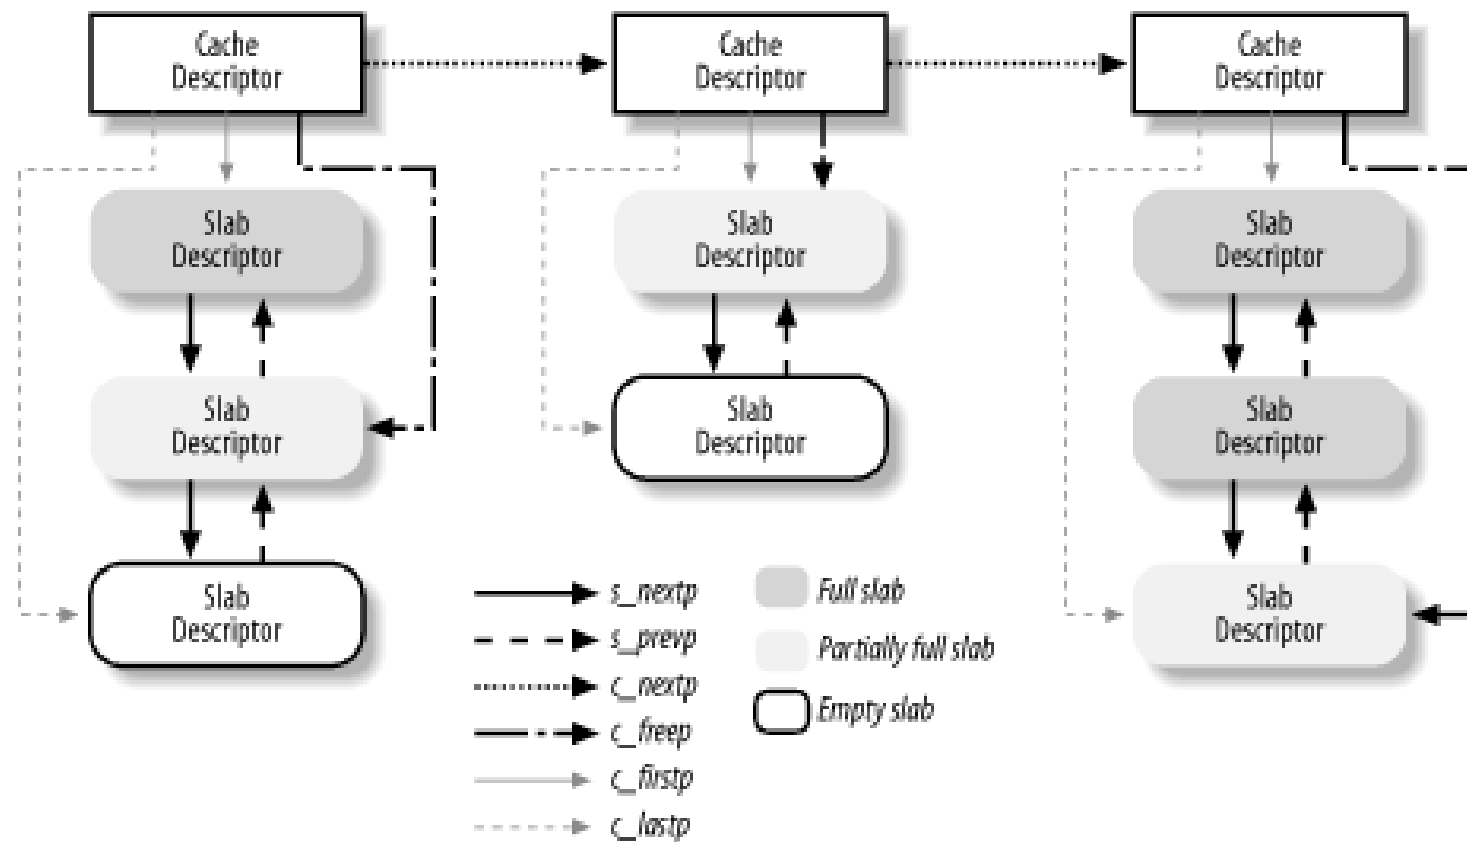 Cache
Descriptor
Cache
Descriptor
Cache
Descriptor
Slab
Descriptor
Slab
Descriptor
Slab
Descriptor
Slab
Descriptor
Slab
Descriptor
Slab
Descriptor
Slab
Descriptor
Slab
Descriptor
s_nextp
s_prevp
c_nextp
c_freep
c_firstp
c_lastp
Full slab
Partially full slab
Empty slab